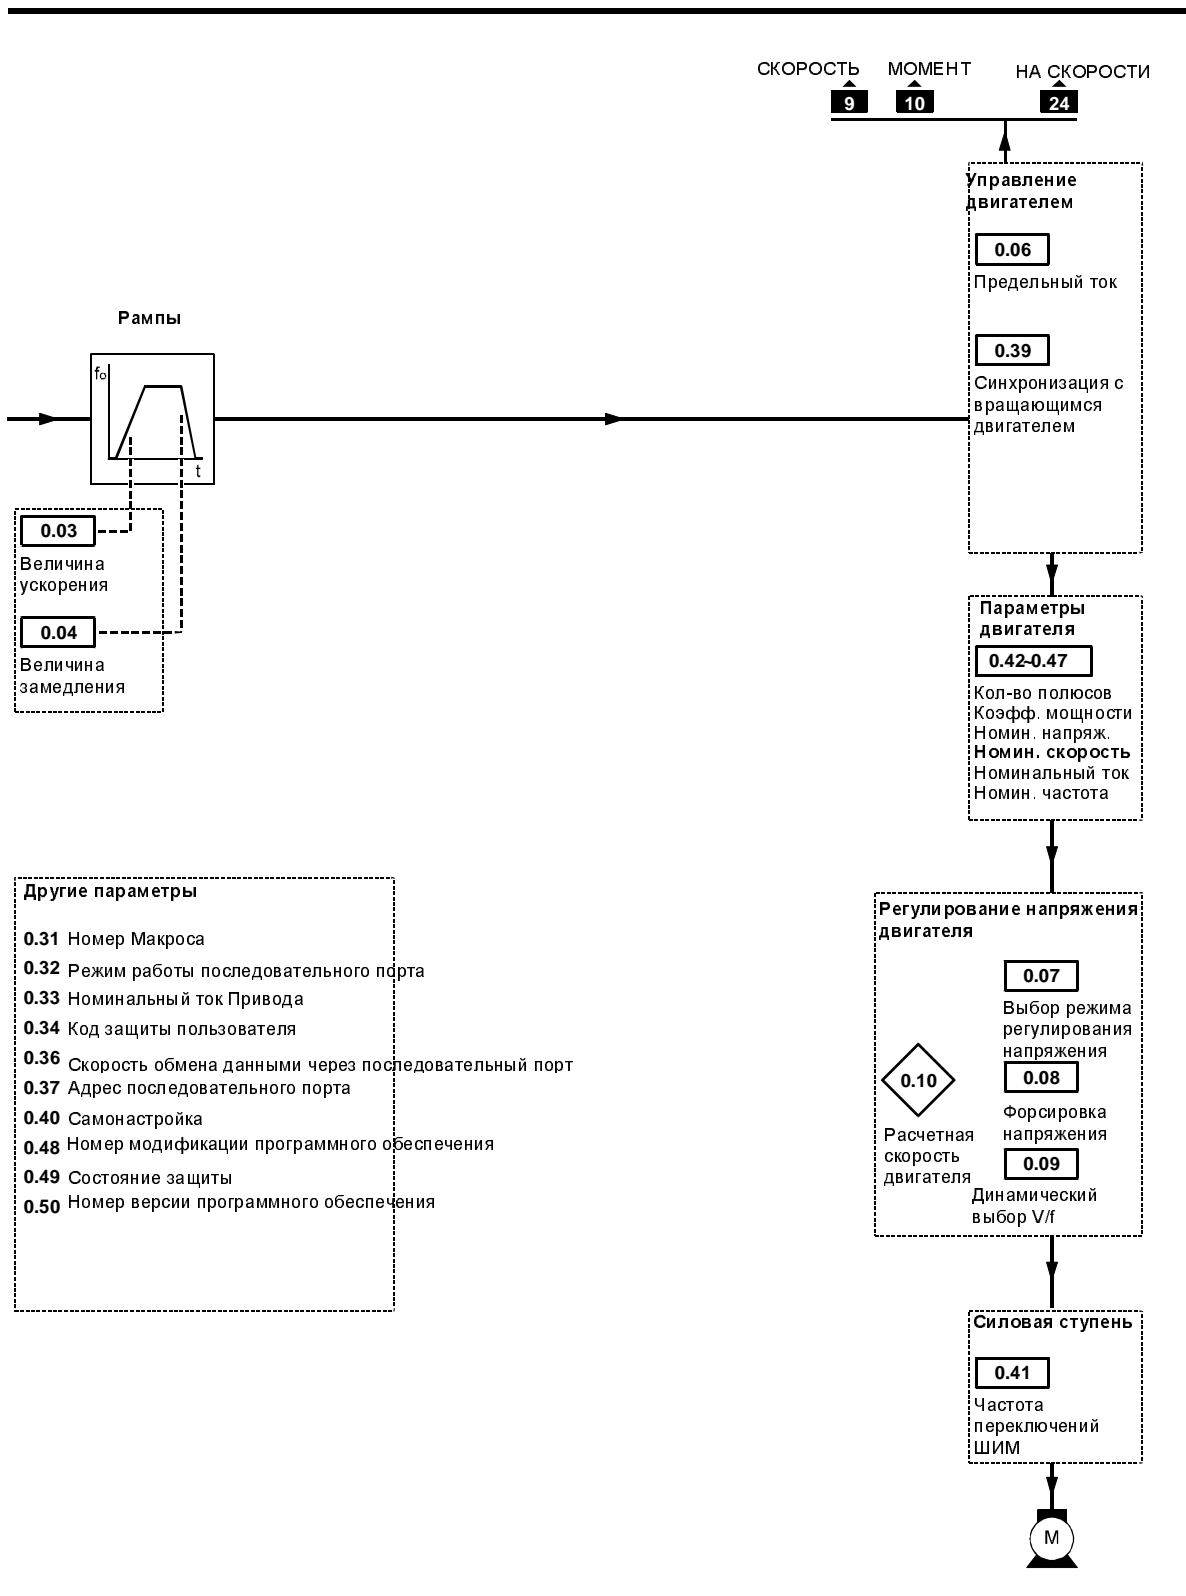 СКОРОСТЬ МОМЕНТ НА СКОРОСТИ
9 10 24
Управление
двигателем
0.06
Предельный ток
0.39
Синхронизация с
вращающимся
двигателем
Рампы
fo
t
0.03
Величина
ускорения
0.04
Величина
замедления
Параметры
двигателя
0.42-0.47
Кол-во полюсов
Коэфф. мощности
Номин. напряж.
Номин. скорость
Номинальный ток
Номин. частота
Другие параметры
0.31 Номер Макроса
0.32 Режим работы последовательного порта
0.33 Номинальный ток Привода
0.34 Код защиты пользователя
0.36 Скорость обмена данными через последовательный порт
0.37 Адрес последовательного порта
0.40 Самонастройка
0.48 Номер модификации программного обеспечения
0.49 Состояние защиты
0.50 Номер версии программного обеспечения
Регулирование напряжения
двигателя
0.07
Выбор режима
регулирования
напряжения
0.10
Расчетная
скорость
двигателя
0.08
Форсировка
напряжения
0.09
Динамический
выбор V/f
Силовая ступень
0.41
Частота
переключений
ШИМ
M